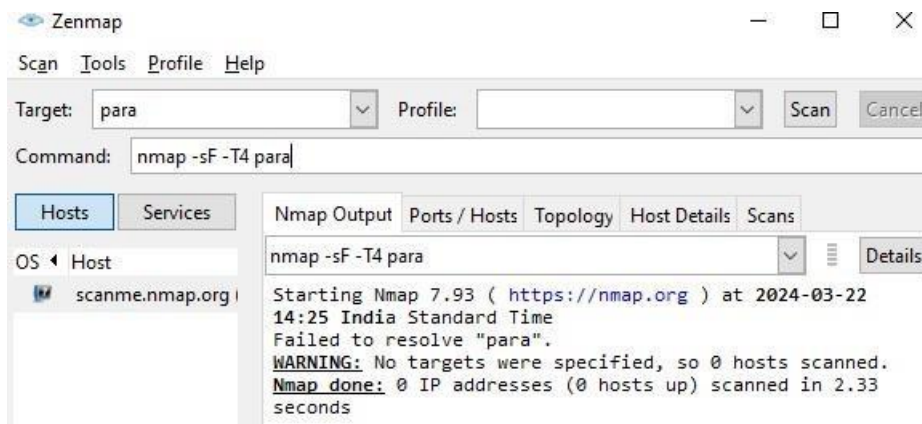 Zenmap
Scan Tools Profile Help
Target: para Profile: Scan Cancel
Command: nmap -sF -T4 para
Hosts Services
Nmap Output Ports / Hosts Topology Host Details Scans
OS Host
nmap -sF -T4 para Details
scanme.nmap.org (
Starting Nmap 7.93 ( https://nmap.org ) at 2024-03-22
14:25 India Standard Time
Failed to resolve "para".
WARNING: No targets were specified, so 0 hosts scanned.
Nmap done: 0 IP addresses (0 hosts up) scanned in 2.33
seconds